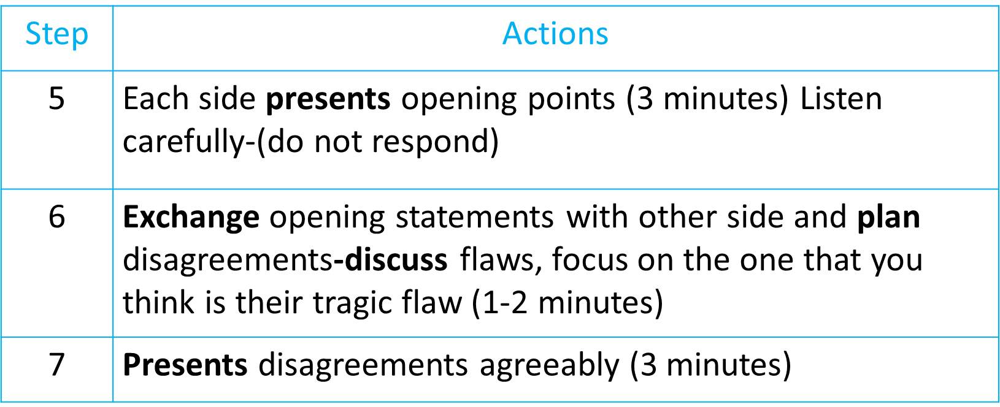 Step Actions
5 Each side presents opening points (3 minutes) Listen
carefully-(do not respond)
6 Exchange opening statements with other side and plan
disagreements-discuss flaws, focus on the one that you
think is their tragic flaw (1-2 minutes)
7 Presents disagreements agreeably (3 minutes)